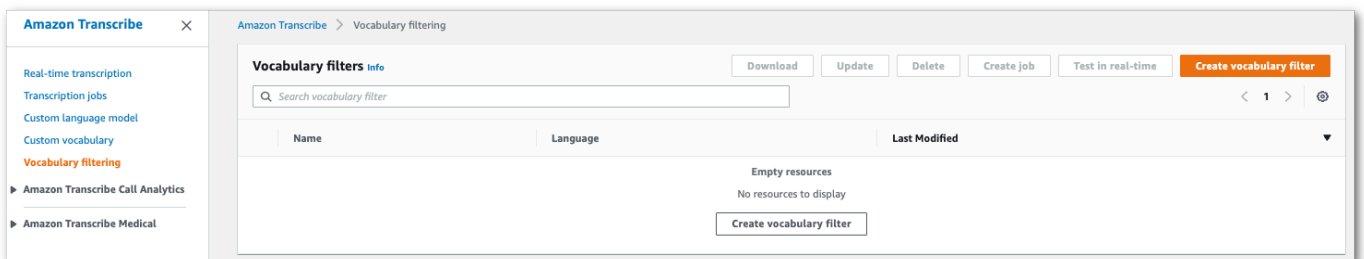 Amazon Transcribe
Real-time transcription
Transcription jobs
Custom language model
Custom vocabulary
Vocabulary filtering
Amazon Transcribe Call Analytics
Amazon Transcribe Medical
Amazon Transcribe > Vocabulary filtering
Vocabulary filters Info Download Update Delete Create job Test in real-time Create vocabulary filter
Search vocabulary filter < 1 >
Name Language Last Modified
Empty resources
No resources to display
Create vocabulary filter